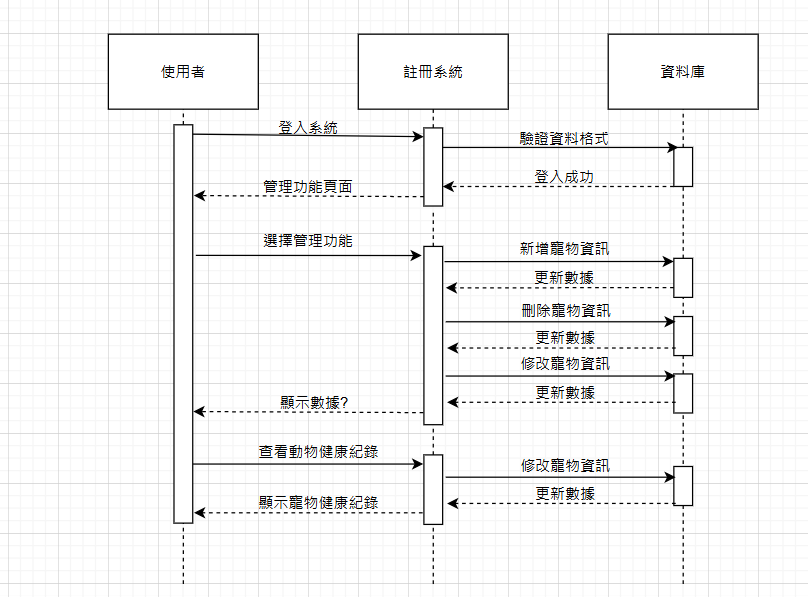 使用者
註冊系統
資料庫
登入系統
驗證資料格式
登入成功
管理功能頁面
選擇管理功能
新增寵物資訊
更新數據
刪除寵物資訊
更新數據
修改寵物資訊
更新數據
顯示數據?
查看動物健康紀錄
修改寵物資訊
更新數據
顯示寵物健康紀錄